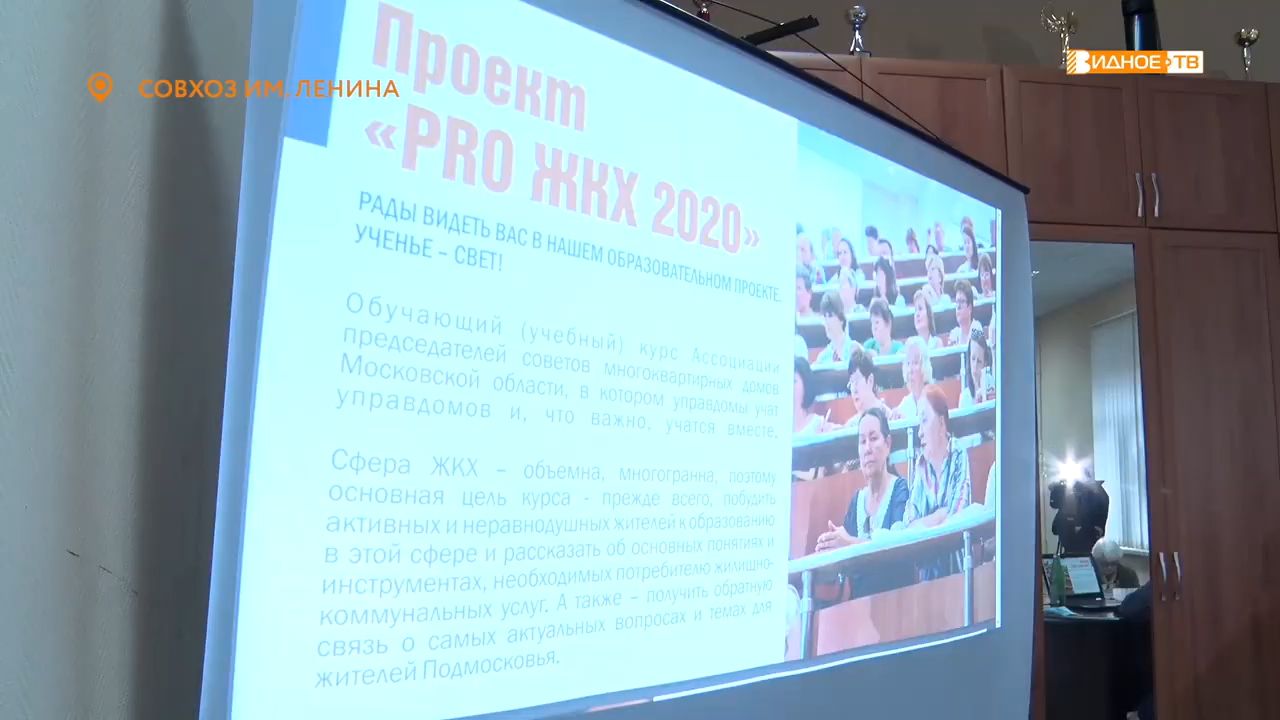 СОВХОЗ ИМ. ЛЕНИНА
ВИДНОЕ-ТВ
Проект
«PRO ЖКХ 2020»
РАДЫ ВИДЕТЬ ВАС В НАШЕМ ОБРАЗОВАТЕЛЬНОМ ПРОЕКТЕ.
УЧЕНЬЕ – СВЕТ!
Обучающий (учебный) курс Ассоциации
председателей советов многоквартирных домов
Московской области, в котором управдомы учат
управдомов и, что важно, учатся вместе.
Сфера ЖКХ – объемна, многогранна, поэтому
основная цель курса - прежде всего, побудить
активных и неравнодушных жителей к образованию
в этой сфере и рассказать об основных понятиях и
инструментах, необходимых потребителю жилищно-
коммунальных услуг. А также – получить обратную
связь о самых актуальных вопросах и темах для
жителей Подмосковья.